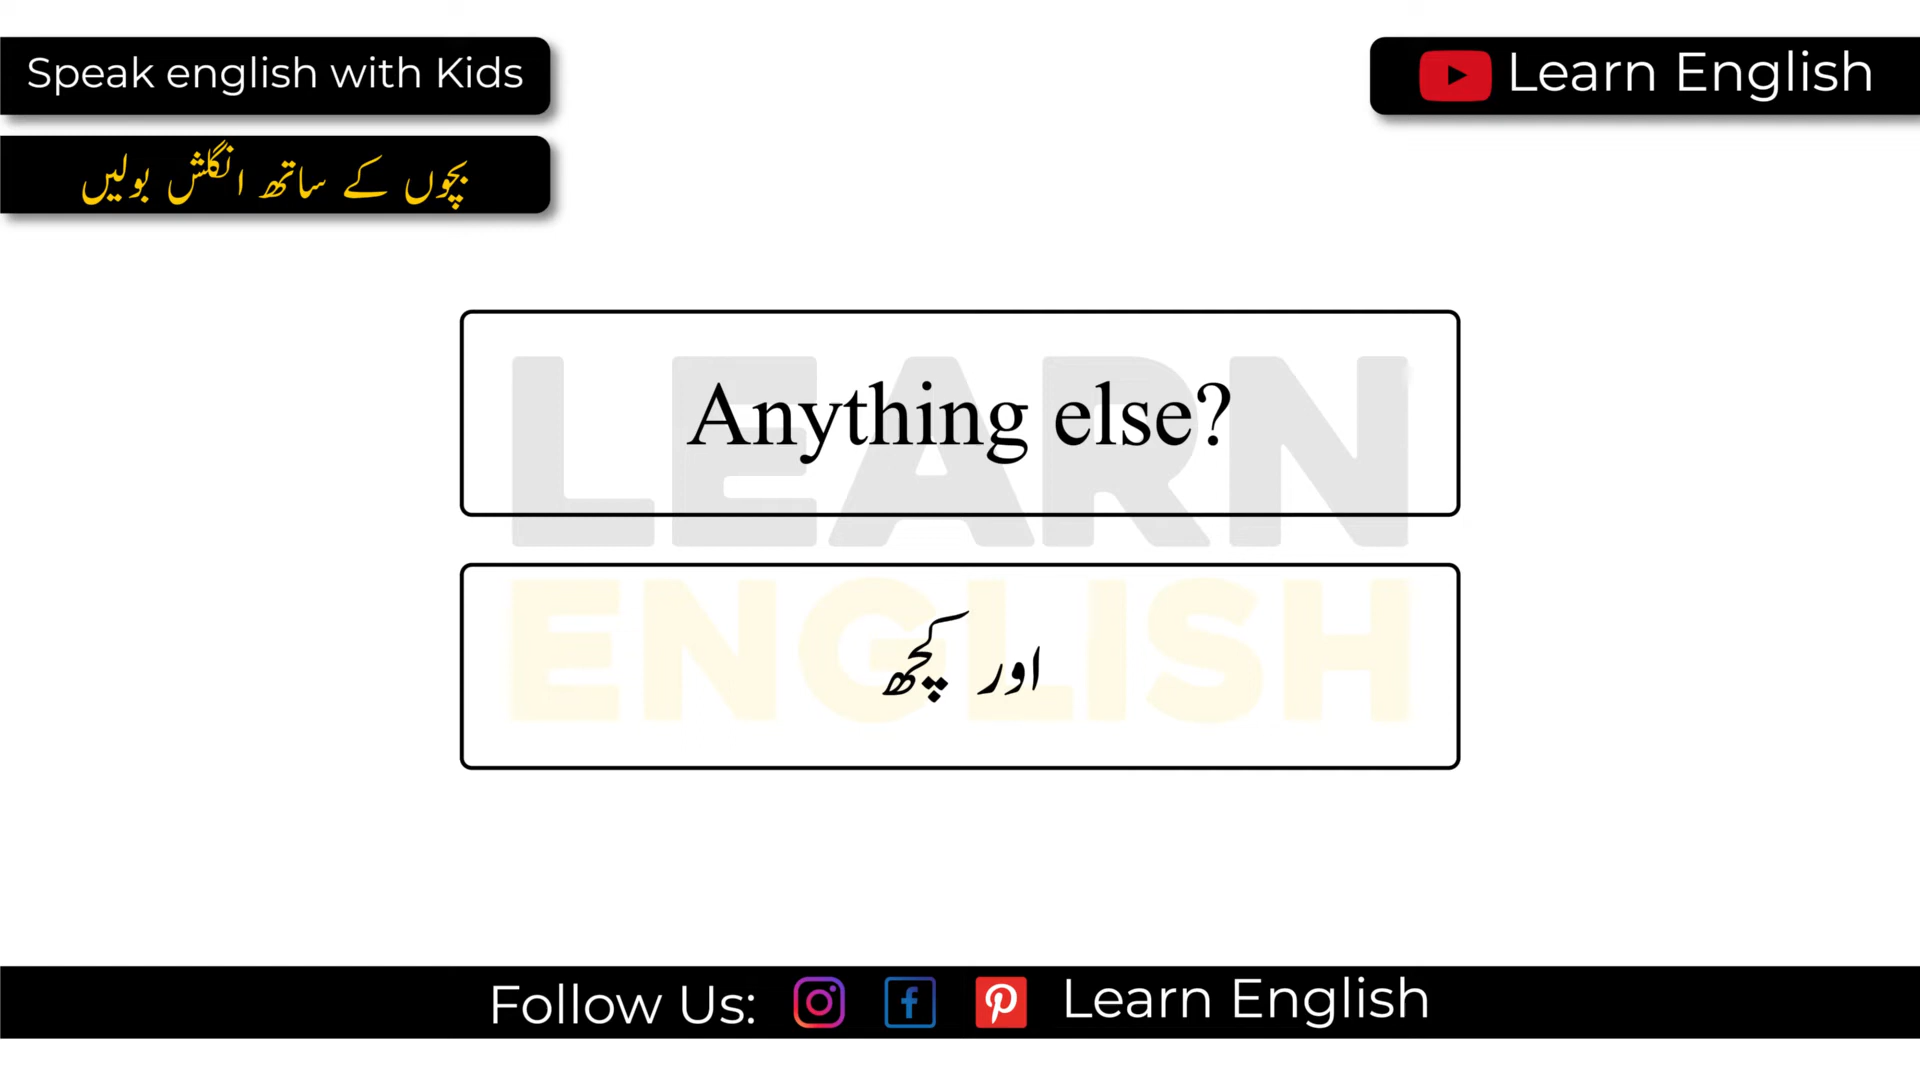 Speak english with Kids
Learn English
بچوں کے ساتھ انگلش بولیں
LEARN
Anything else?
ENGLISH
اور کچھ
Follow Us: Learn English